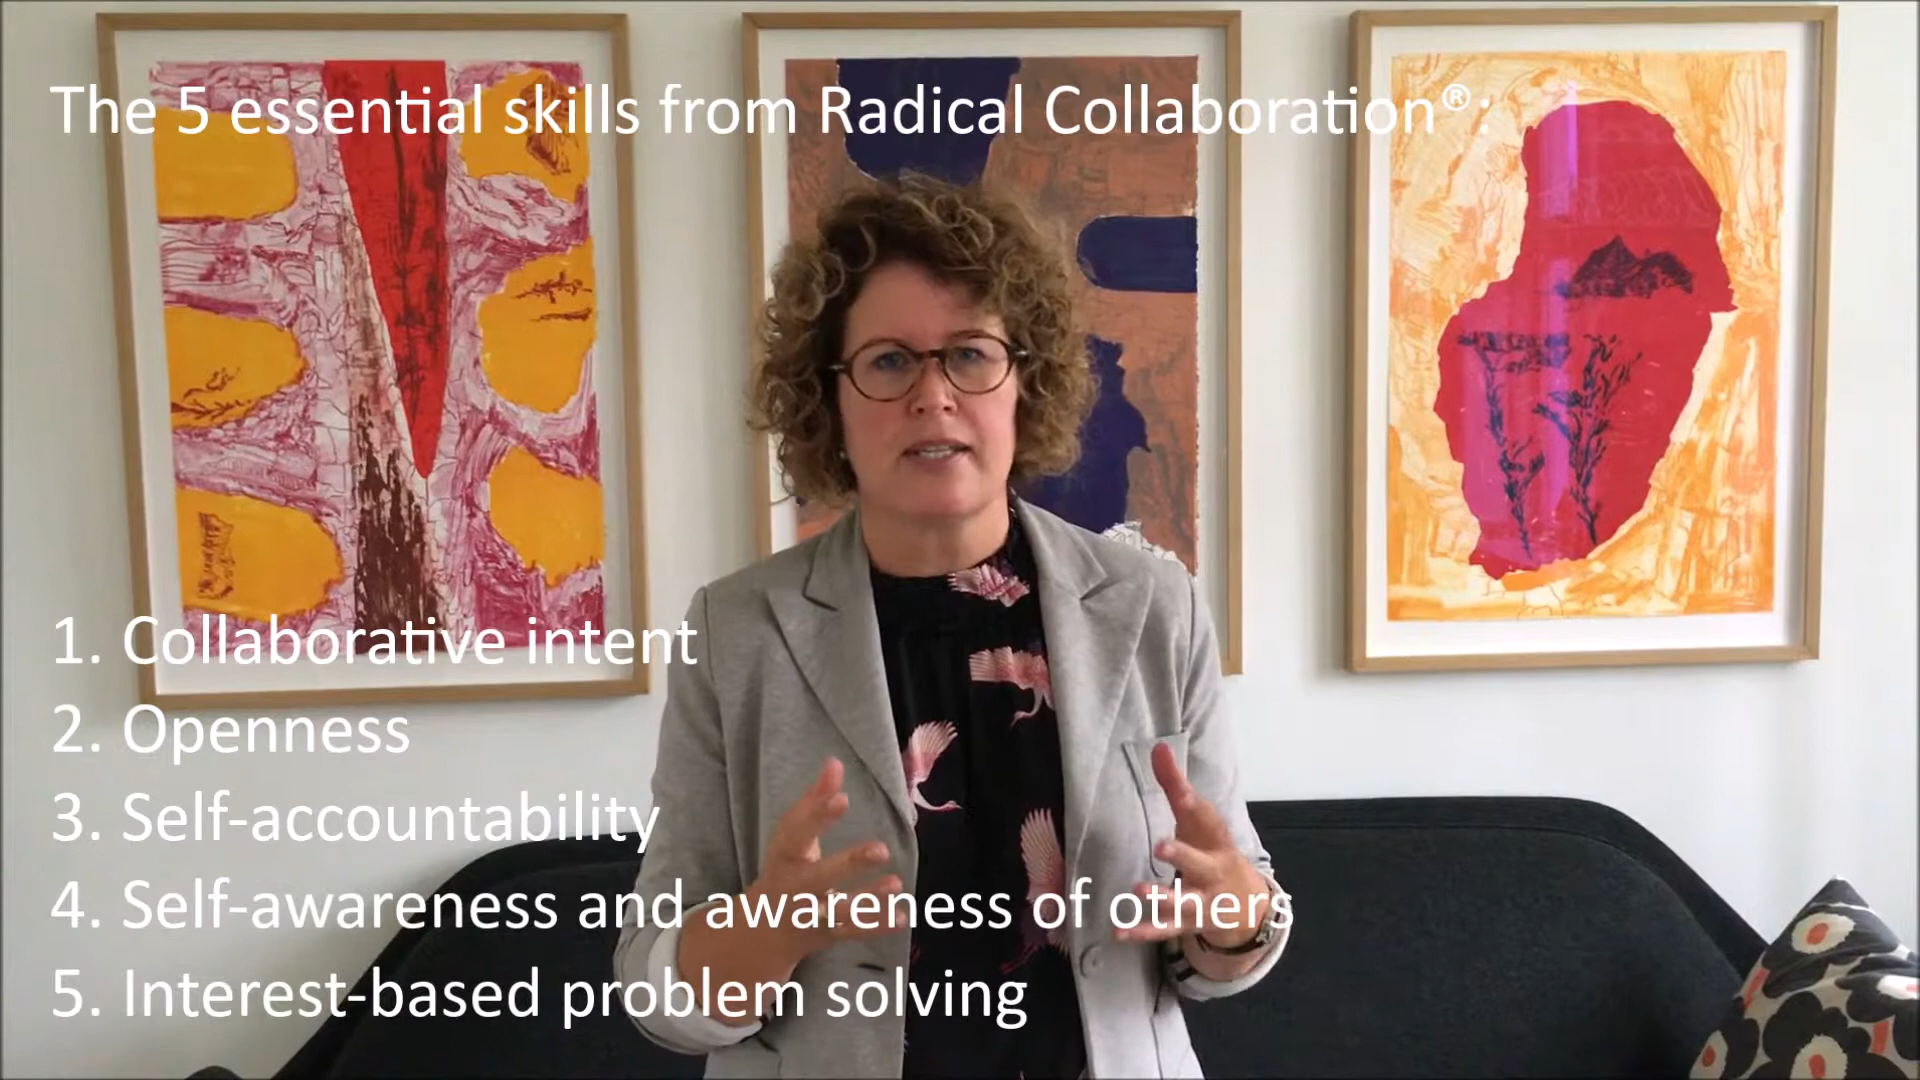 The 5 essential skills from Radical Collaboration®:
1. Collaborative intent
2. Openness
3. Self-accountability
4. Self-awareness and awareness of others
5. Interest-based problem solving